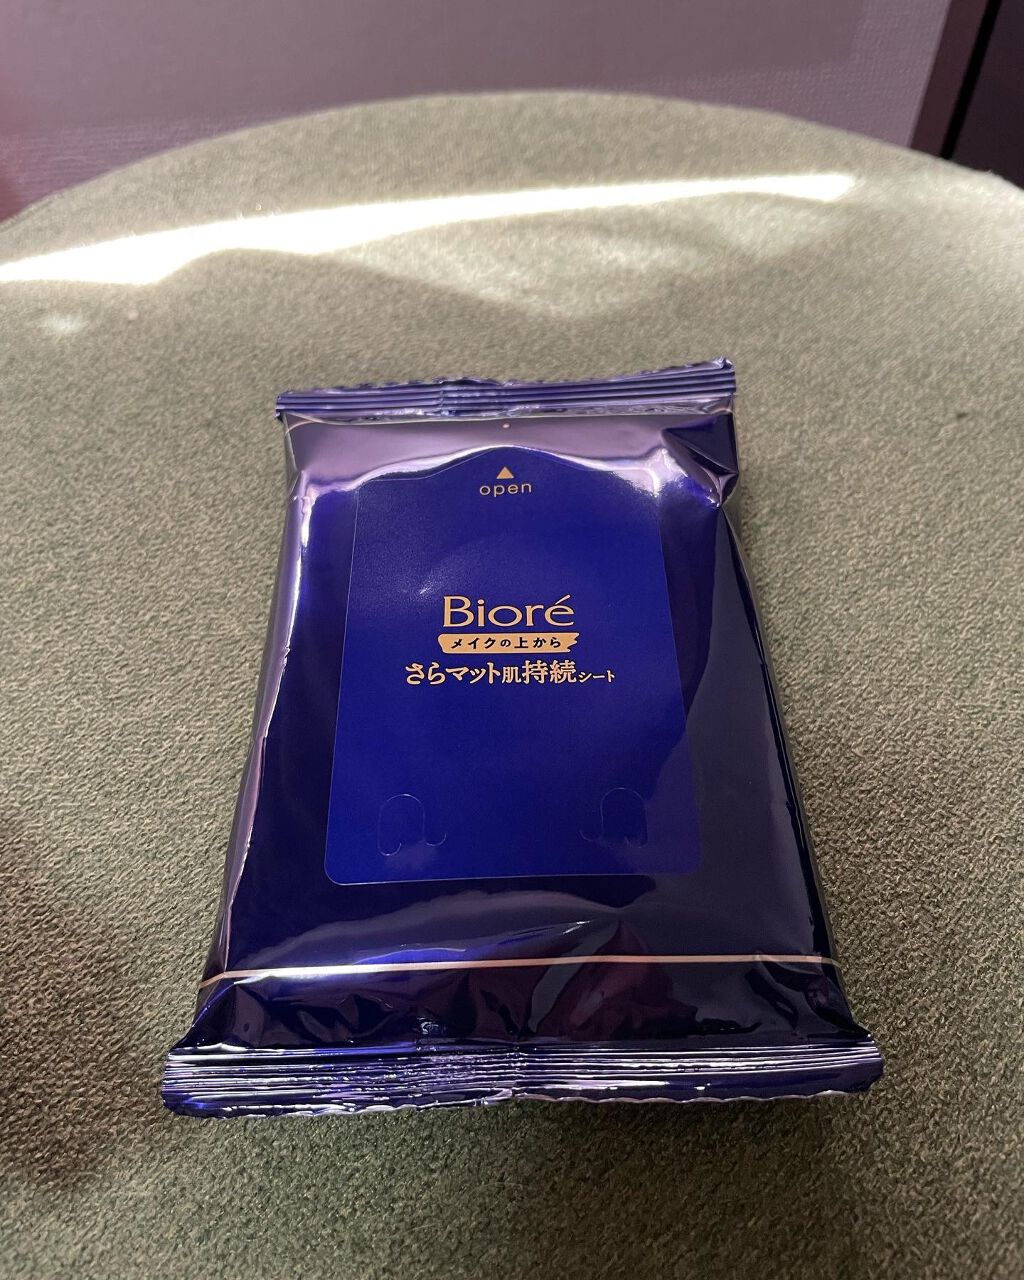 open
Bioré
メイクの上から
さらマット肌持続シート